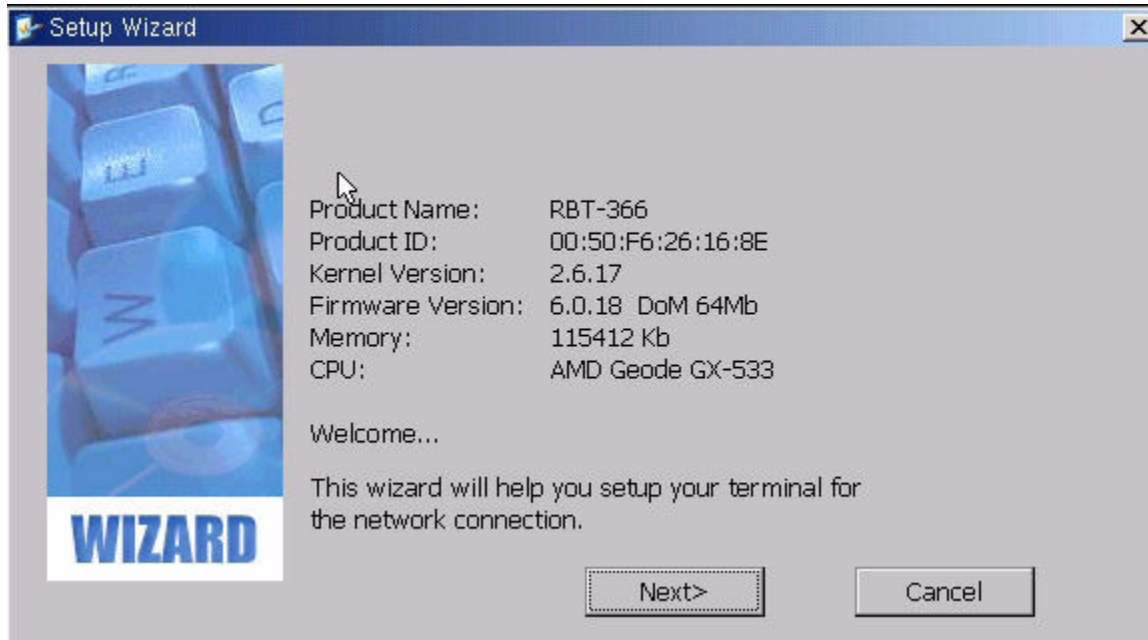 Setup Wizard
Product Name: RBT-366
Product ID: 00:50:F6:26:16:8E
Kernel Version: 2.6.17
Firmware Version: 6.0.18 DoM 64Mb
Memory: 115412 Kb
CPU: AMD Geode GX-533
Welcome...
This wizard will help you setup your terminal for
the network connection.
WIZARD
Next> Cancel